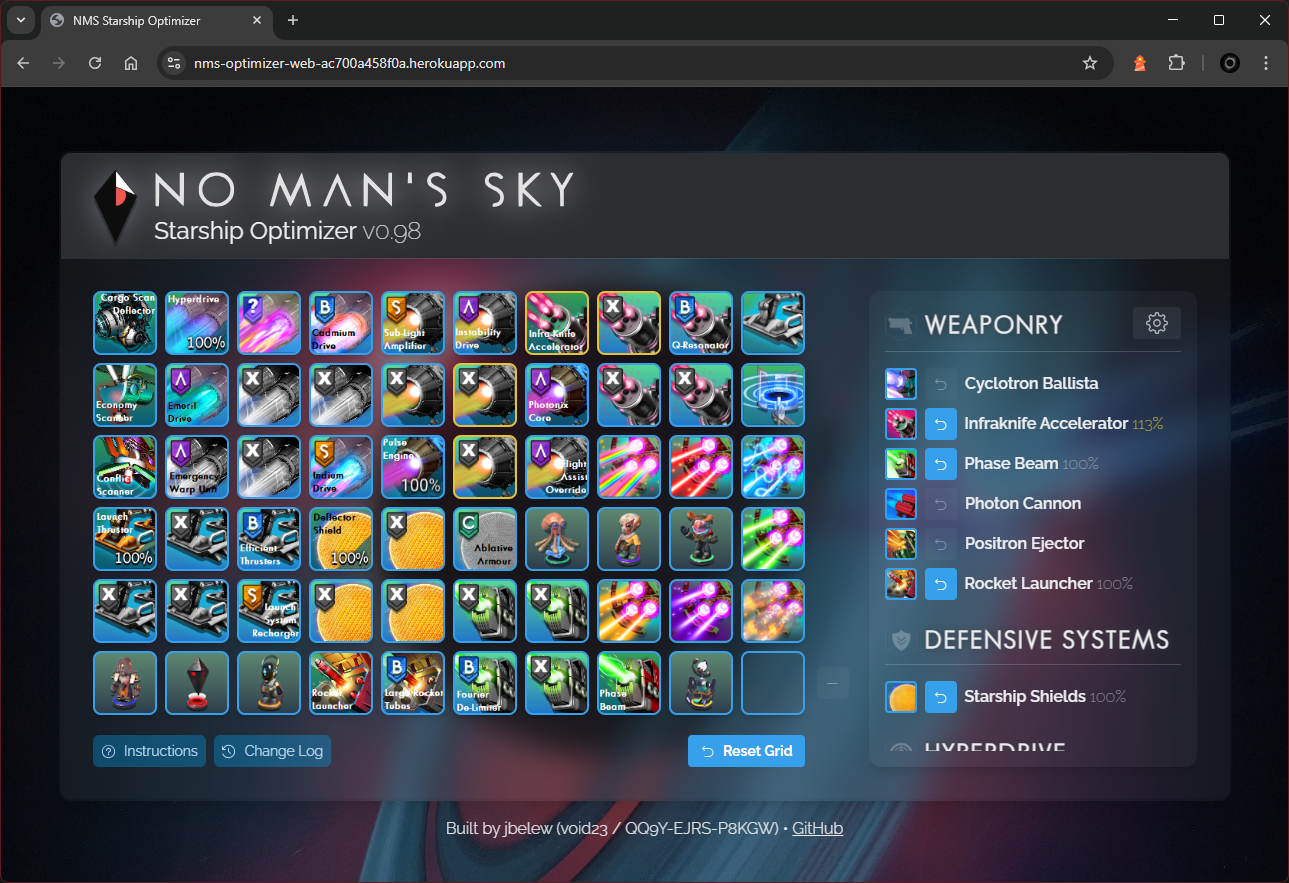 NMS Starship Optimizer
nms-optimizer-web-ac700a458f0a.herokuapp.com
NO MAN'S SKY
Starship Optimizer v0.98
Cargo Scan Deflector
Hyperdrive 100%
?
B Cadmium Drive
S Sub-Light Amplifier
Λ Instability Drive
Infra-Knife Accelerator
X
B Q-Resonator
Economy Scanner
Λ Emeril Drive
X
X
X
X
Λ Photonix Core
X
X
Conflict Scanner
Λ Emergency Warp Unit
X
S Indium Drive
Pulse Engine 100%
X
Λ Flight Assist Override
Launch Thruster 100%
X
B Efficient Thrusters
Deflector Shield 100%
X
C Ablative Armour
X
X
S Launch System Recharger
X
X
X
X
Rocket Launcher
B Large Rocket Tubes
B Fourier De-Limiter
X
Phase Beam
Instructions
Change Log
Reset Grid
WEAPONRY
Cyclotron Ballista
Infraknife Accelerator 113%
Phase Beam 100%
Photon Cannon
Positron Ejector
Rocket Launcher 100%
DEFENSIVE SYSTEMS
Starship Shields 100%
HYPERDRIVE
Built by jbelew (void23 / QQ9Y-EJRS-P8KGW) • GitHub